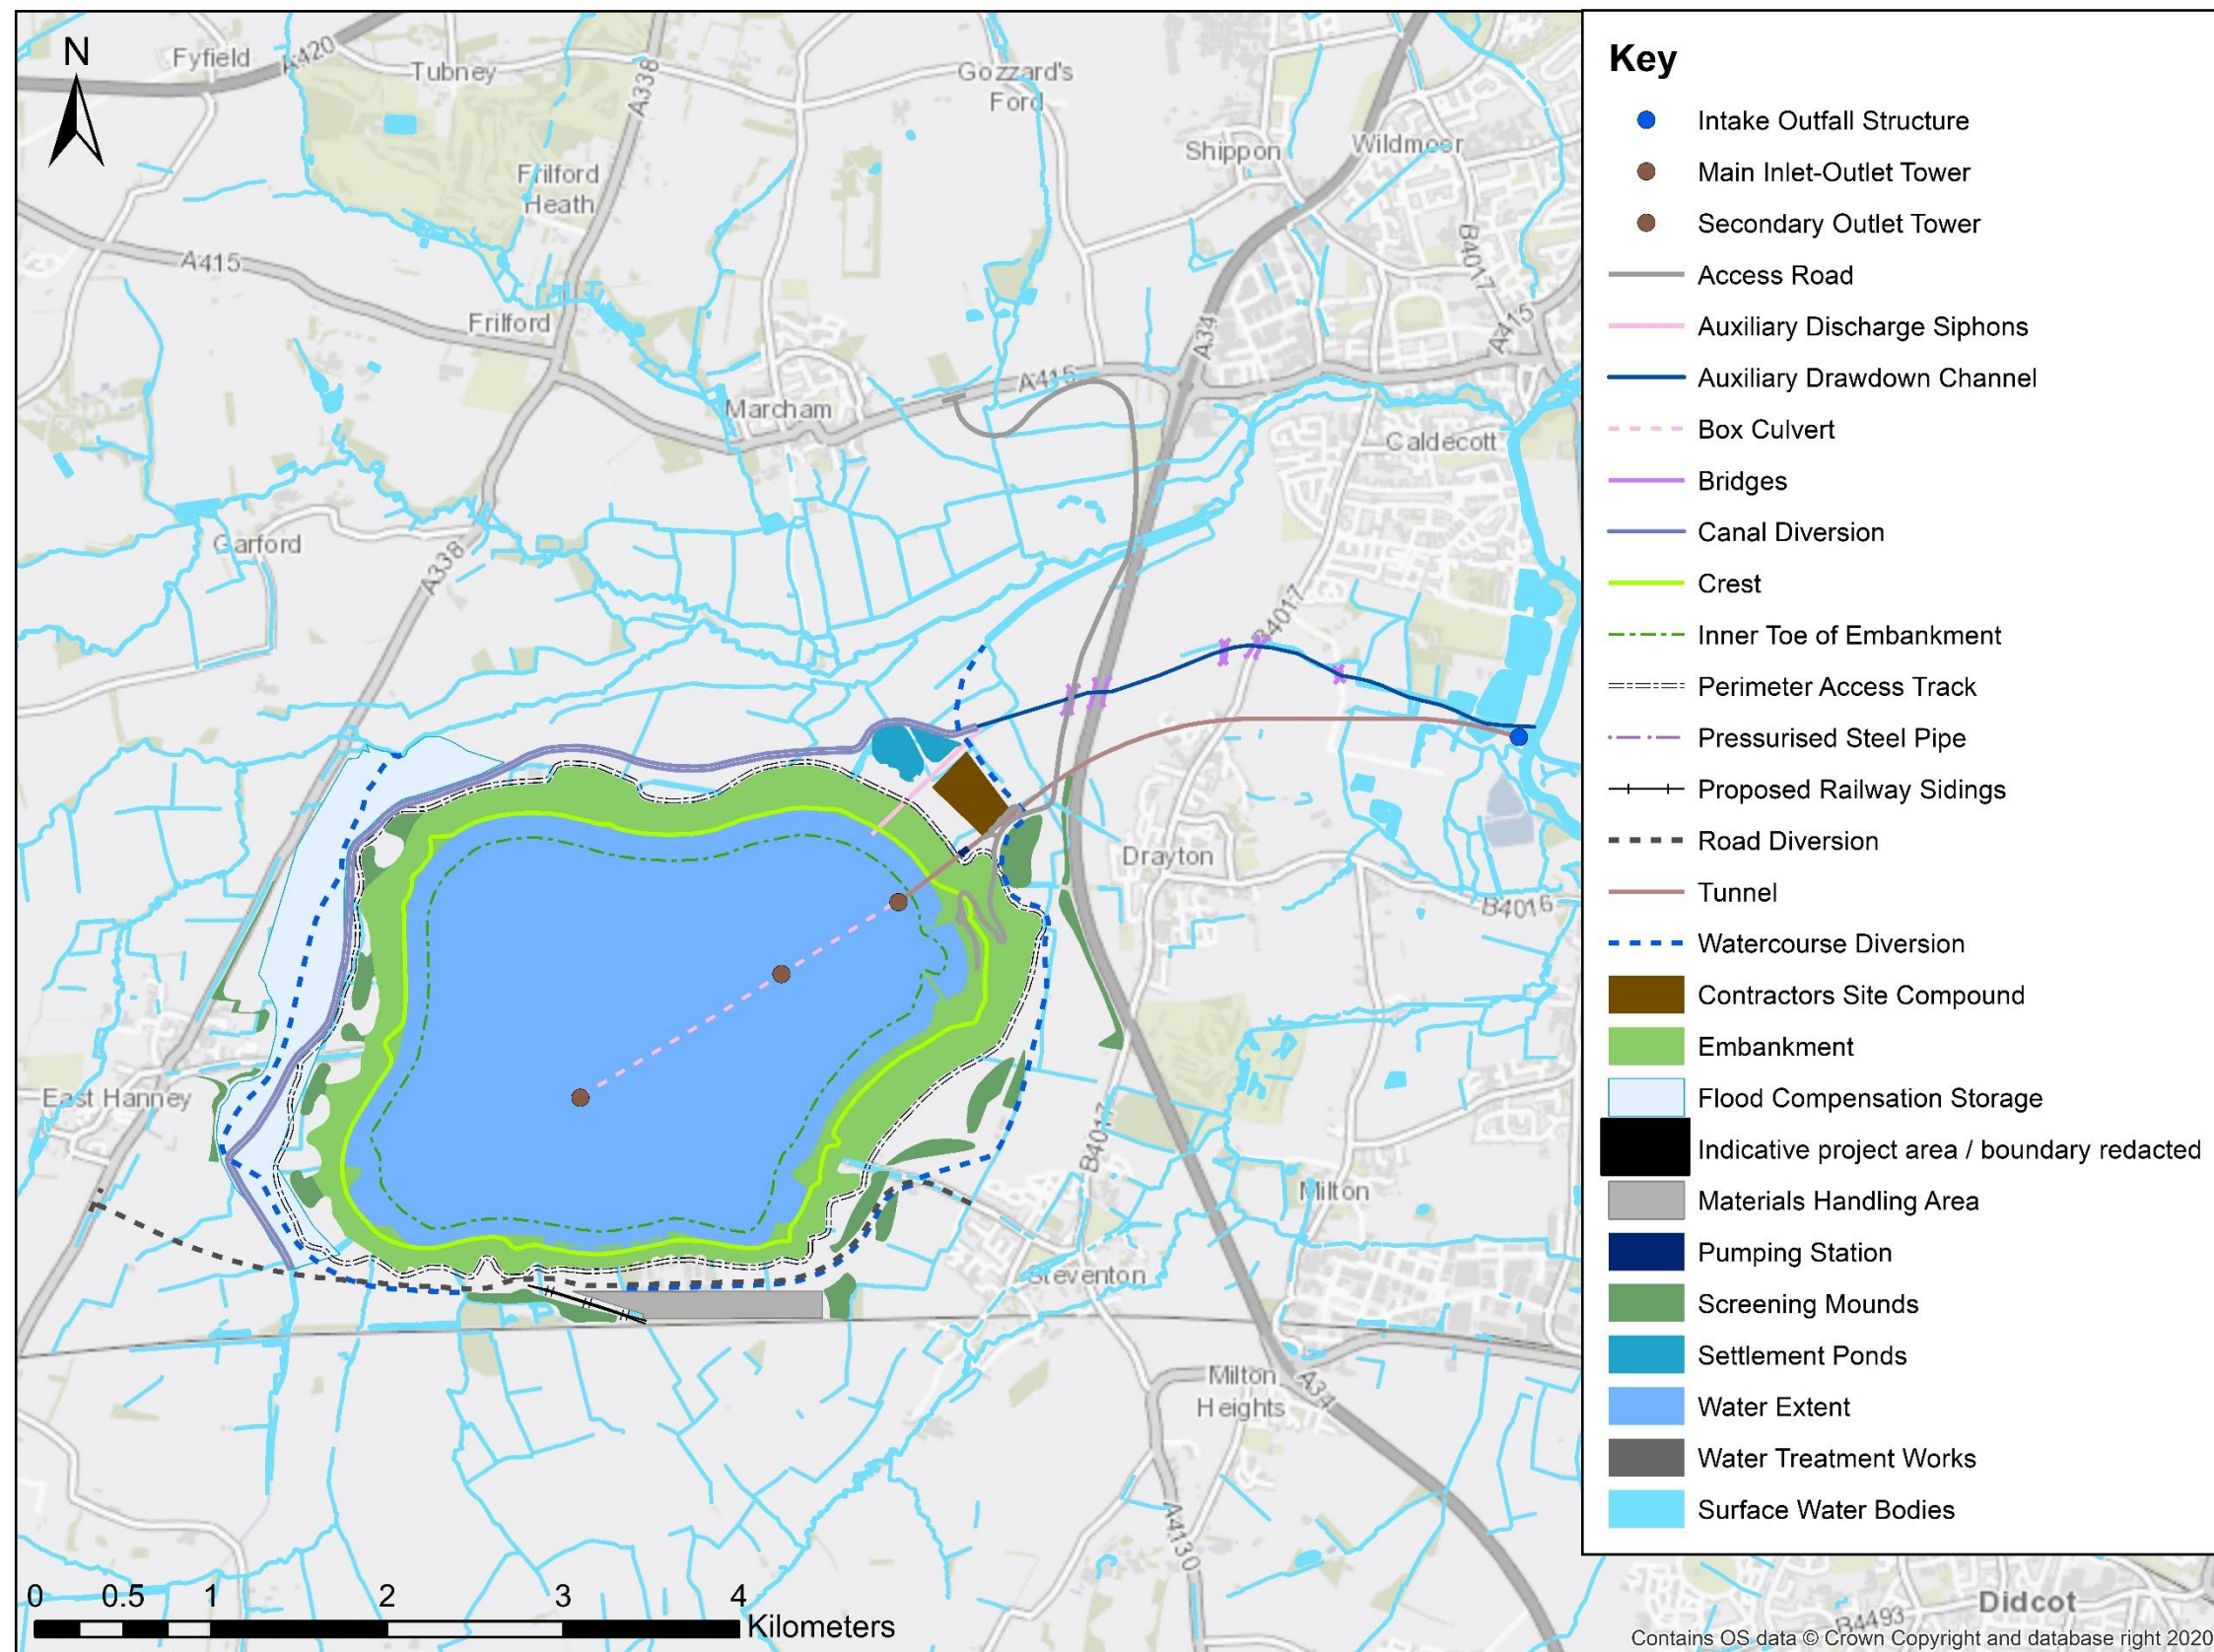 N
Fyfield
A420
Tubney
A338
Gozzard's
Ford
Shippon
Wildmoor
Frilford
Heath
B4017
A415
A415
Frilford
A34
A415
Marcham
Caldecott
Garford
A338
B4017
Drayton
B4016
East Hanney
B4017
Milton
Steventon
Milton
Heights
A34
A4130
0 0.5 1 2 3 4
Kilometers
Key
Intake Outfall Structure
Main Inlet-Outlet Tower
Secondary Outlet Tower
Access Road
Auxiliary Discharge Siphons
Auxiliary Drawdown Channel
Box Culvert
Bridges
Canal Diversion
Crest
Inner Toe of Embankment
Perimeter Access Track
Pressurised Steel Pipe
Proposed Railway Sidings
Road Diversion
Tunnel
Watercourse Diversion
Contractors Site Compound
Embankment
Flood Compensation Storage
Indicative project area / boundary redacted
Materials Handling Area
Pumping Station
Screening Mounds
Settlement Ponds
Water Extent
Water Treatment Works
Surface Water Bodies
Didcot
B4493
Contains OS data © Crown Copyright and database right 2020